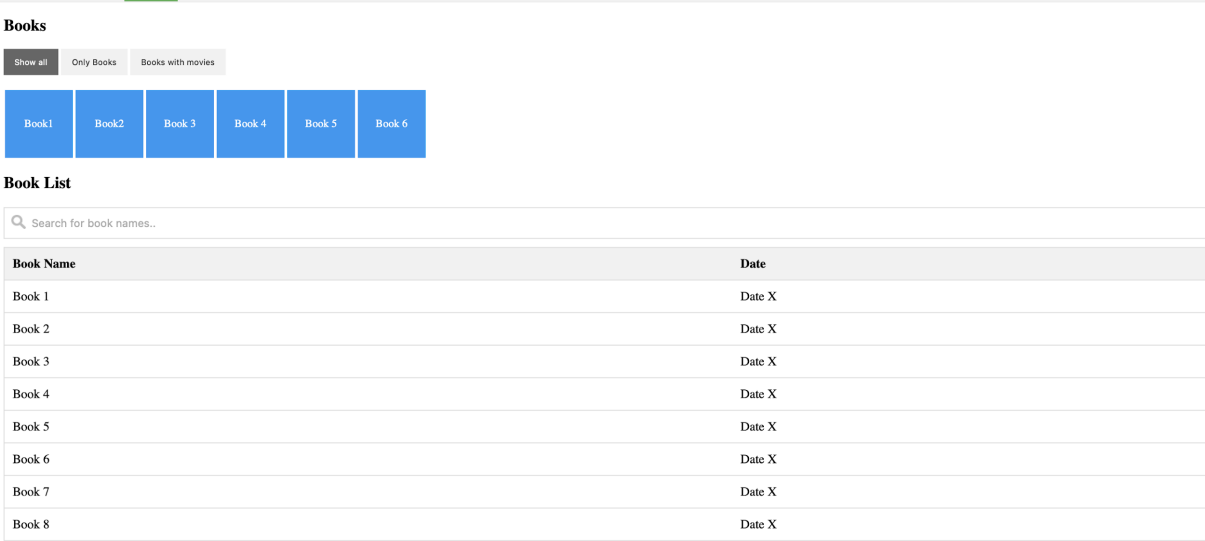 Books
Show all Only Books Books with movies
Book1 Book2 Book 3 Book 4 Book 5 Book 6
Book List
Search for book names..
Book Name Date
Book 1 Date X
Book 2 Date X
Book 3 Date X
Book 4 Date X
Book 5 Date X
Book 6 Date X
Book 7 Date X
Book 8 Date X